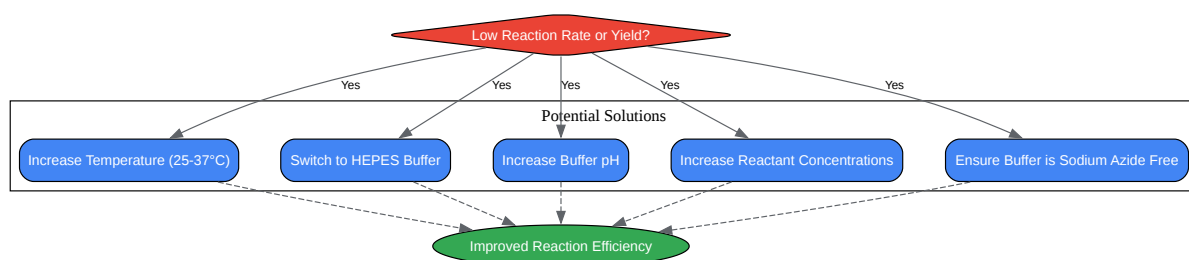 Low Reaction Rate or Yield?
Yes
Yes
Yes
Yes
Yes
Potential Solutions
Increase Temperature (25-37°C)
Switch to HEPES Buffer
Increase Buffer pH
Increase Reactant Concentrations
Ensure Buffer is Sodium Azide Free
Improved Reaction Efficiency